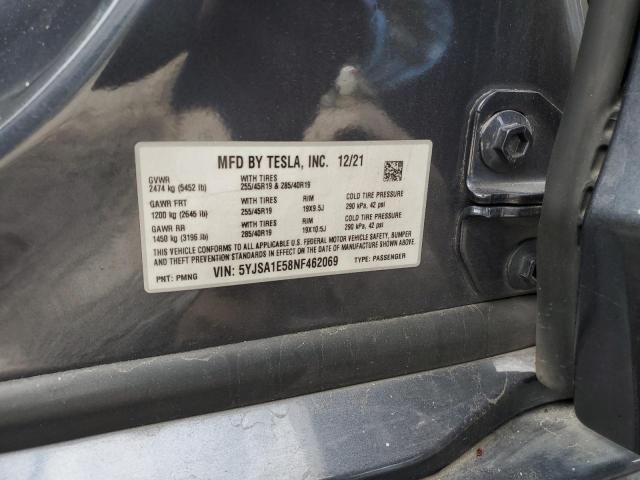 MFD BY TESLA, INC. 12/21
GVWR WITH TIRES
2474 kg (5452 lb) 255/45R19 & 285/40R19
GAWR FRT WITH TIRES RIM COLD TIRE PRESSURE
1200 kg (2645 lb) 255/45R19 19X9.5J 290 kPa, 42 psi
GAWR RR WITH TIRES RIM COLD TIRE PRESSURE
1450 kg (3196 lb) 285/40R19 19X10.5J 290 kPa, 42 psi
THIS VEHICLE CONFORMS TO ALL APPLICABLE U.S. FEDERAL MOTOR VEHICLE SAFETY, BUMPER
AND THEFT PREVENTION STANDARDS IN EFFECT ON THE DATE OF MANUFACTURE SHOWN ABOVE.
PNT: PMNG VIN: 5YJSA1E58NF462069 TYPE: PASSENGER